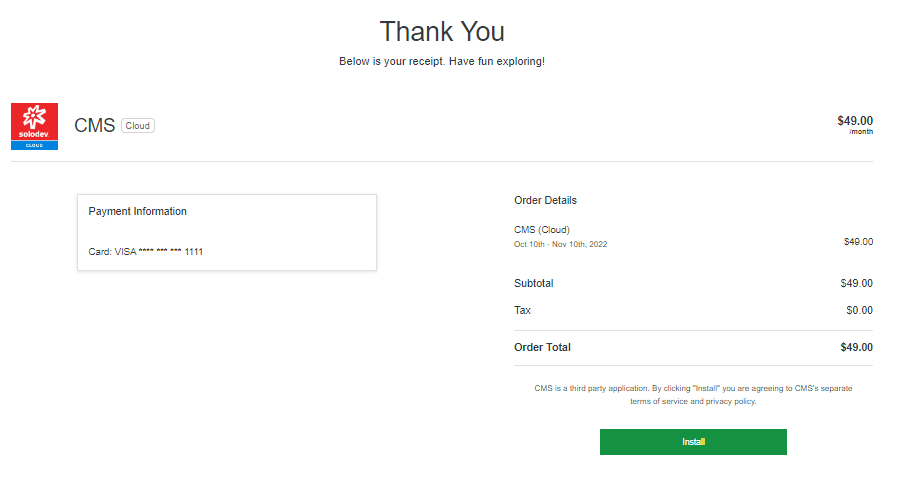 Thank You
Below is your receipt. Have fun exploring!
solodev
CLOUD
CMS Cloud
$49.00
/month
Payment Information
Card: VISA **** *** *** 1111
Order Details
CMS (Cloud)
Oct 10th - Nov 10th, 2022
$49.00
Subtotal $49.00
Tax $0.00
Order Total $49.00
CMS is a third party application. By clicking "Install" you are agreeing to CMS's separate
terms of service and privacy policy.
Install